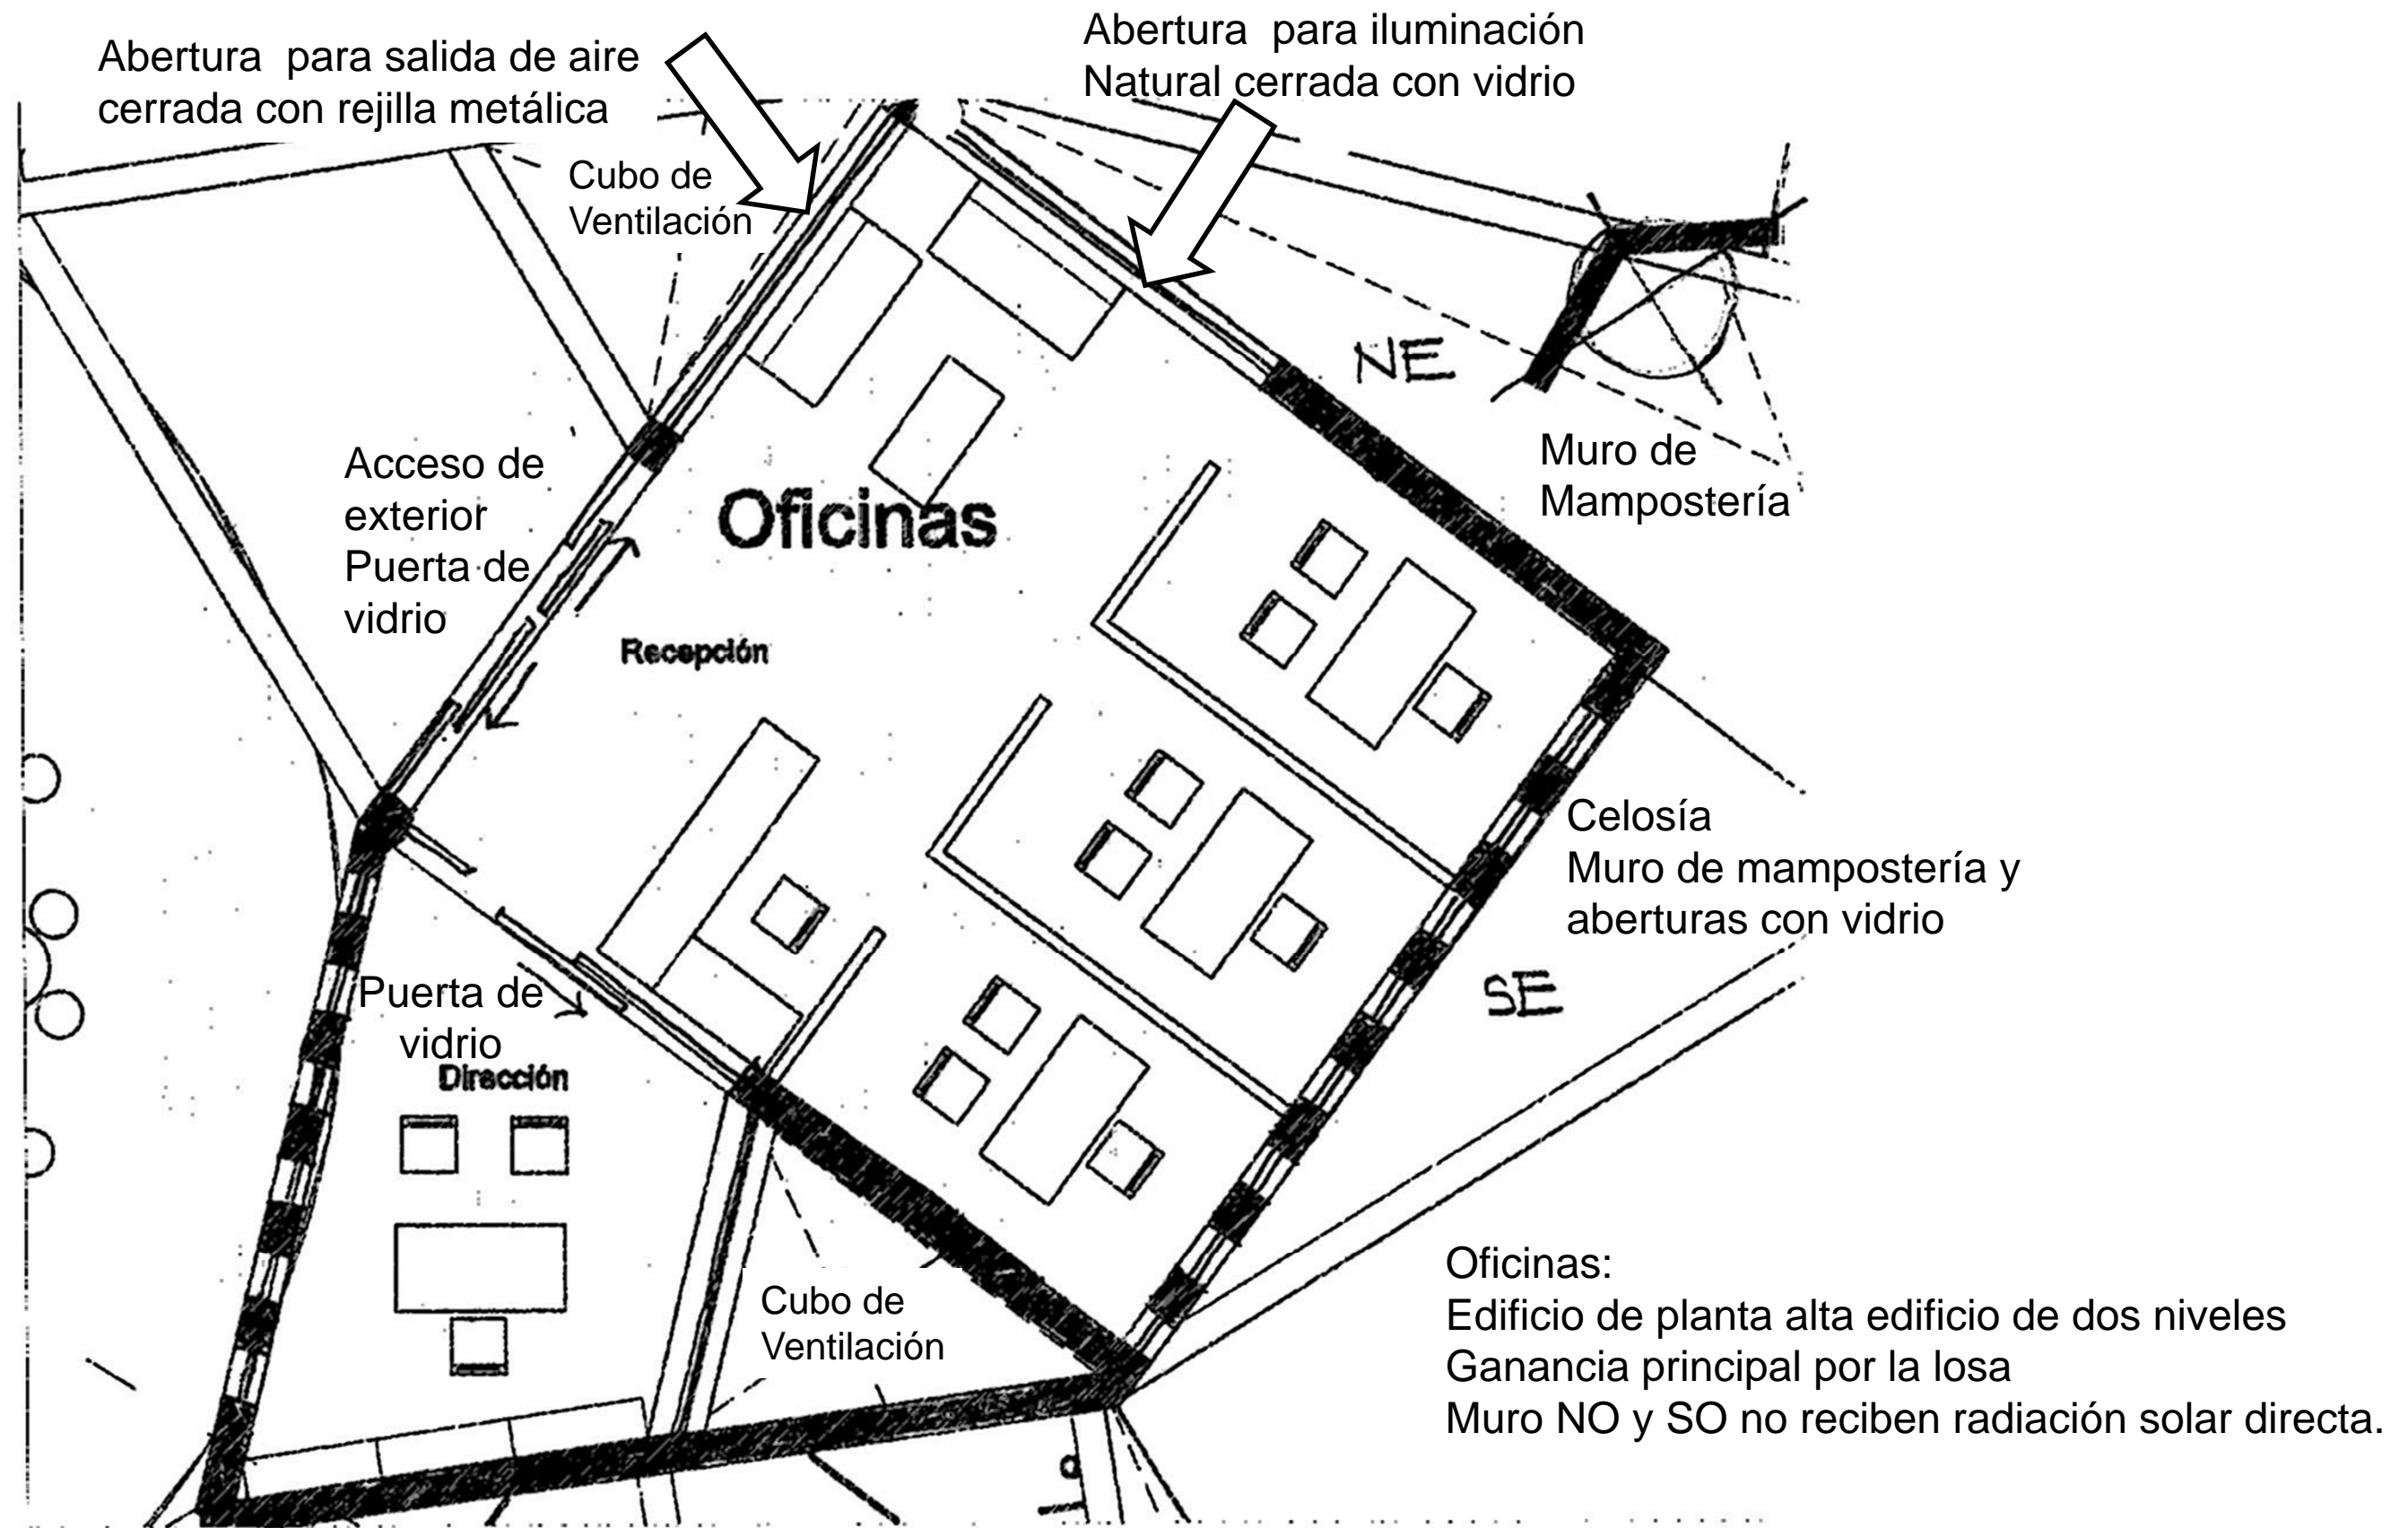 Abertura  para salida de aire
cerrada con rejilla metálica
Abertura  para iluminación
Natural cerrada con vidrio
Cubo de
Ventilación
NE
Acceso de
exterior
Puerta de
vidrio
Muro de
Mampostería
Oficinas
Recepción
Celosía
Muro de mampostería y
aberturas con vidrio
SE
Puerta de
vidrio
Dirección
Cubo de
Ventilación
Oficinas:
Edificio de planta alta edificio de dos niveles
Ganancia principal por la losa
Muro NO y SO no reciben radiación solar directa.